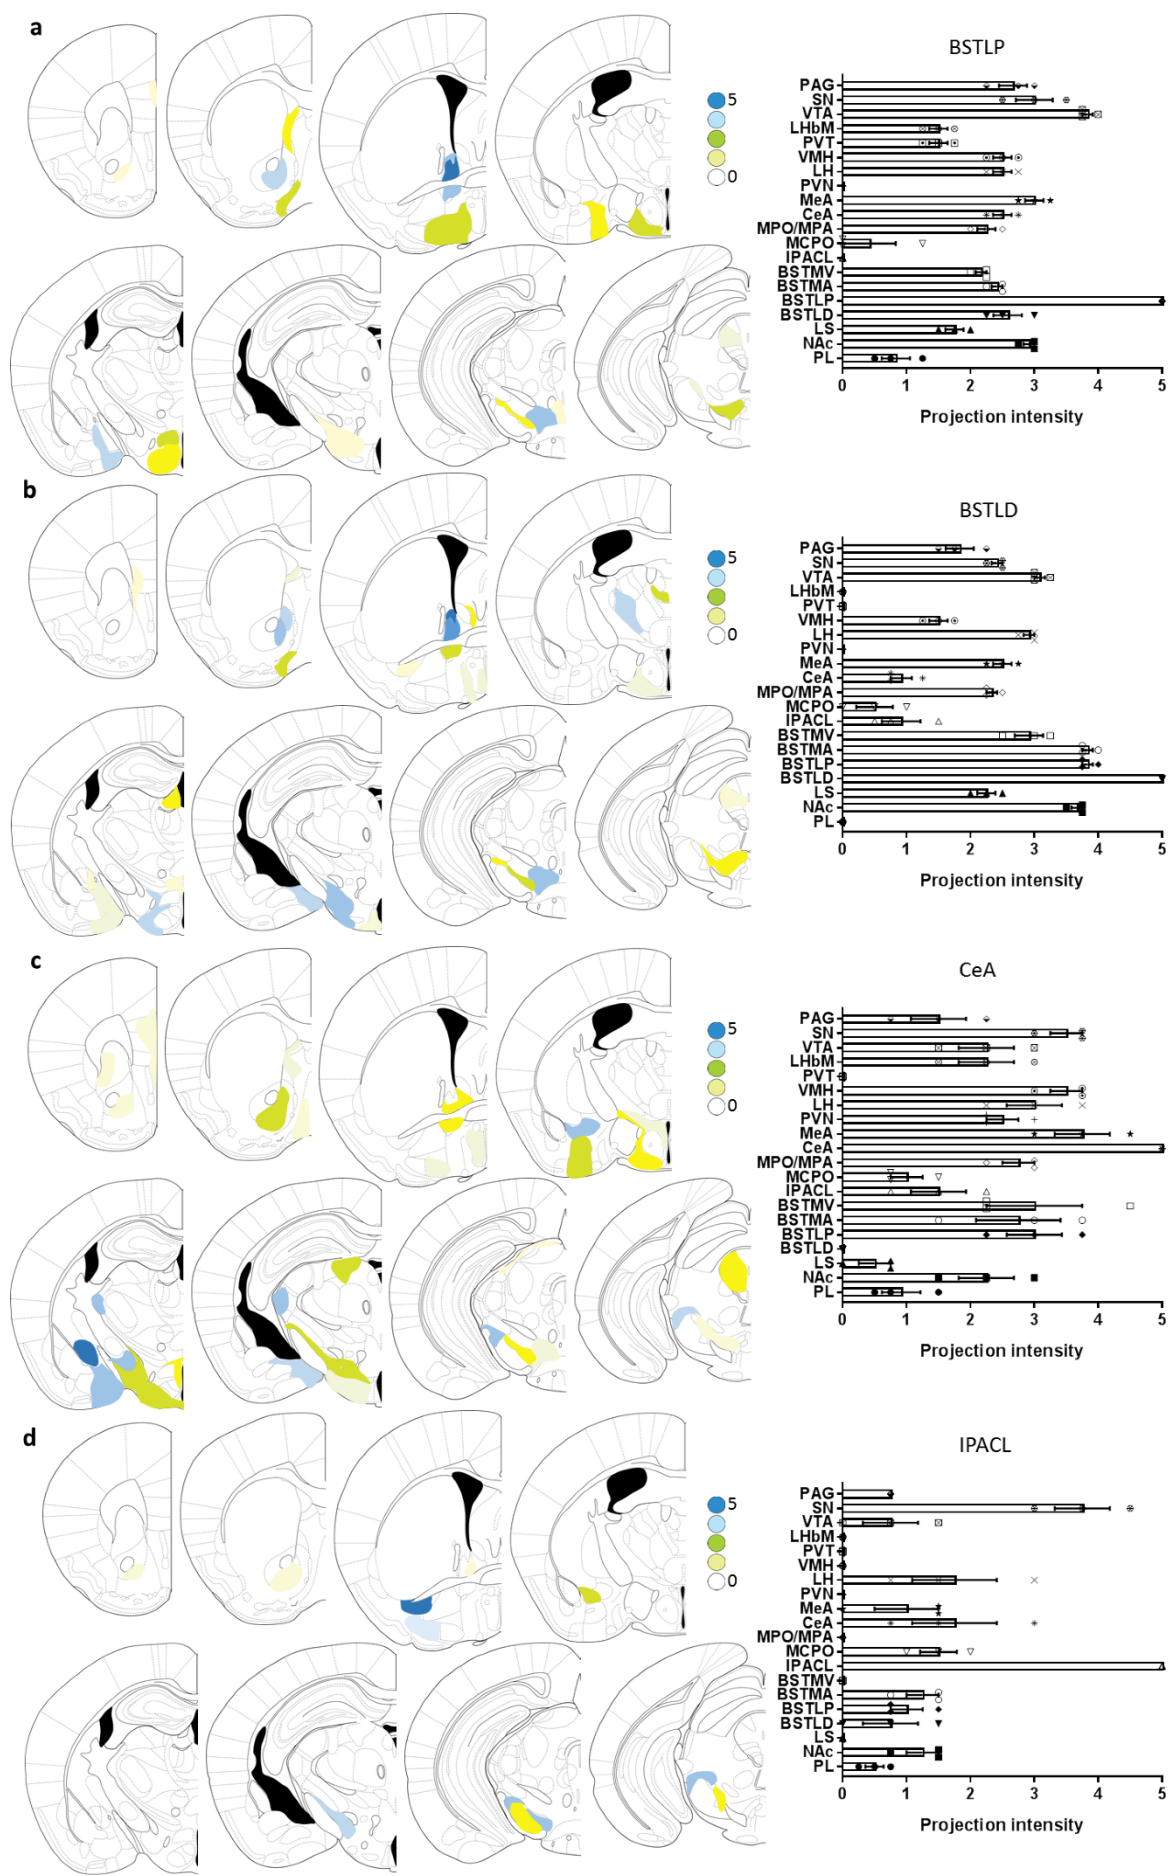 a
5
0
BSTLP
PAG
SN
VTA
LHbM
PVT
VMH
LH
PVN
MeA
CeA
MPO/MPA
MCPO
IPACL
BSTMV
BSTMA
BSTLP
BSTLD
LS
NAc
PL
0 1 2 3 4 5
Projection intensity
b
5
0
BSTLD
PAG
SN
VTA
LHbM
PVT
VMH
LH
PVN
MeA
CeA
MPO/MPA
MCPO
IPACL
BSTMV
BSTMA
BSTLP
BSTLD
LS
NAc
PL
0 1 2 3 4 5
Projection intensity
c
5
0
CeA
PAG
SN
VTA
LHbM
PVT
VMH
LH
PVN
MeA
CeA
MPO/MPA
MCPO
IPACL
BSTMV
BSTMA
BSTLP
BSTLD
LS
NAc
PL
0 1 2 3 4 5
Projection intensity
d
5
0
IPACL
PAG
SN
VTA
LHbM
PVT
VMH
LH
PVN
MeA
CeA
MPO/MPA
MCPO
IPACL
BSTMV
BSTMA
BSTLP
BSTLD
LS
NAc
PL
0 1 2 3 4 5
Projection intensity